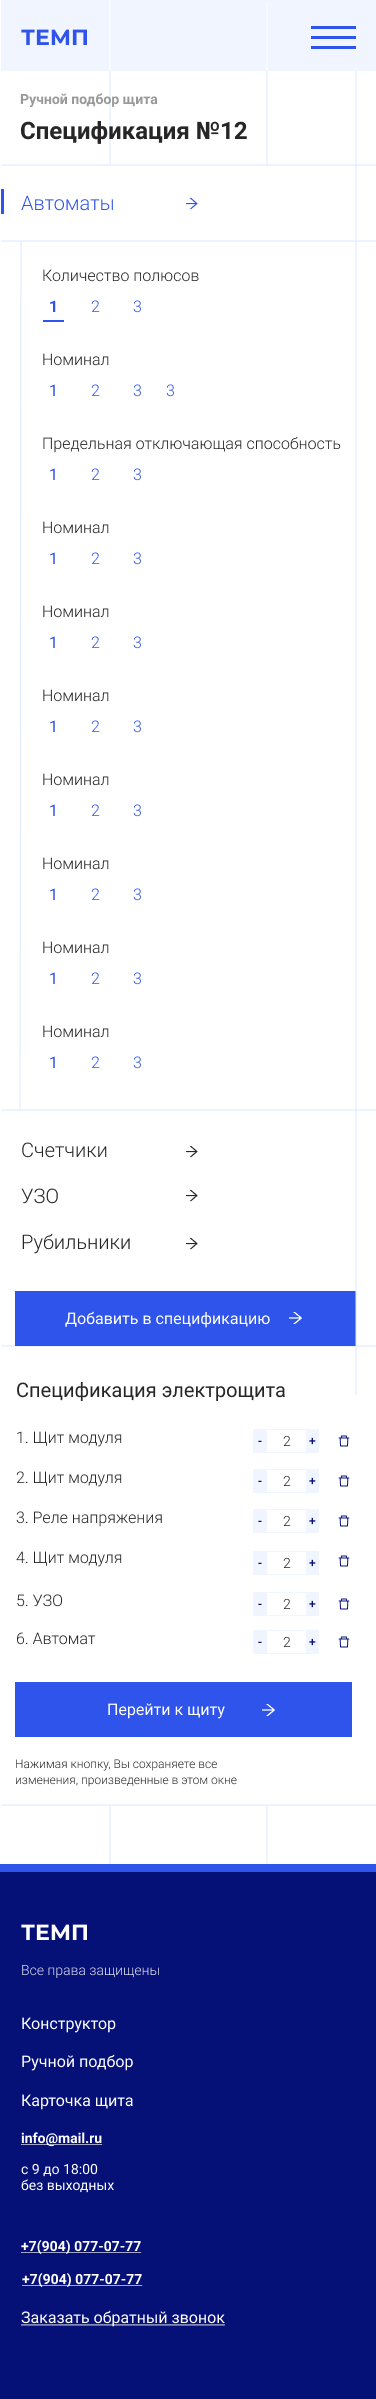 ТЕМП
Ручной подбор щита
Спецификация №12
Автоматы →
Количество полюсов
1 2 3
Номинал
1 2 3 3
Предельная отключающая способность
1 2 3
Номинал
1 2 3
Номинал
1 2 3
Номинал
1 2 3
Номинал
1 2 3
Номинал
1 2 3
Номинал
1 2 3
Номинал
1 2 3
Счетчики →
УЗО →
Рубильники →
Добавить в спецификацию →
Спецификация электрощита
1. Щит модуля - 2 +
2. Щит модуля - 2 +
3. Реле напряжения - 2 +
4. Щит модуля - 2 +
5. УЗО - 2 +
6. Автомат - 2 +
Перейти к щиту →
Нажимая кнопку, Вы сохраняете все
изменения, произведенные в этом окне
ТЕМП
Все права защищены
Конструктор
Ручной подбор
Карточка щита
info@mail.ru
с 9 до 18:00
без выходных
+7(904) 077-07-77
+7(904) 077-07-77
Заказать обратный звонок